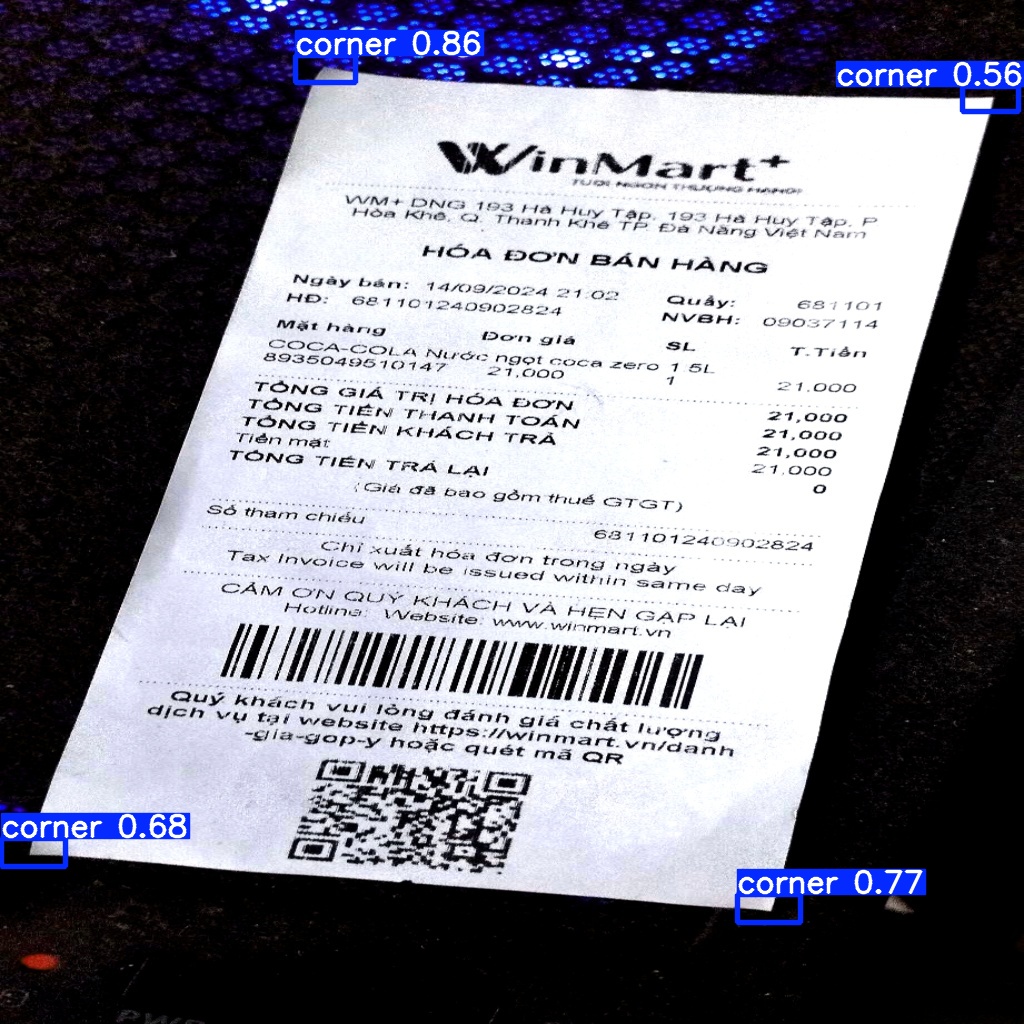 corner 0.86
corner 0.56
WinMart+
TƯƠI NGON THƯỢNG HẠNG!
WM+ DNG 193 Hà Huy Tập, 193 Hà Huy Tập, P
Hòa Khê, Q. Thanh Khê TP. Đà Nẵng Việt Nam
HÓA ĐƠN BÁN HÀNG
Ngày bán: 14/09/2024 21:02 Quầy: 681101
HĐ: 681101240902824 NVBH: 09037114
Mặt hàng Đơn giá SL T.Tiền
COCA-COLA Nước ngọt coca zero 1.5L
8935049510147 21,000 1 21.000
TỔNG GIÁ TRỊ HÓA ĐƠN 21,000
TỔNG TIỀN THANH TOÁN 21,000
TỔNG TIỀN KHÁCH TRẢ 21,000
Tiền mặt 21.000
TỔNG TIỀN TRẢ LẠI 0
(Giá đã bao gồm thuế GTGT)
Số tham chiếu 681101240902824
Chỉ xuất hóa đơn trong ngày
Tax Invoice will be issued within same day
CẢM ƠN QUÝ KHÁCH VÀ HẸN GẶP LẠI
Hotline: Website: www.winmart.vn
Quý khách vui lòng đánh giá chất lượng
dịch vụ tại website https://winmart.vn/danh
-gia-gop-y hoặc quét mã QR
corner 0.68
corner 0.77